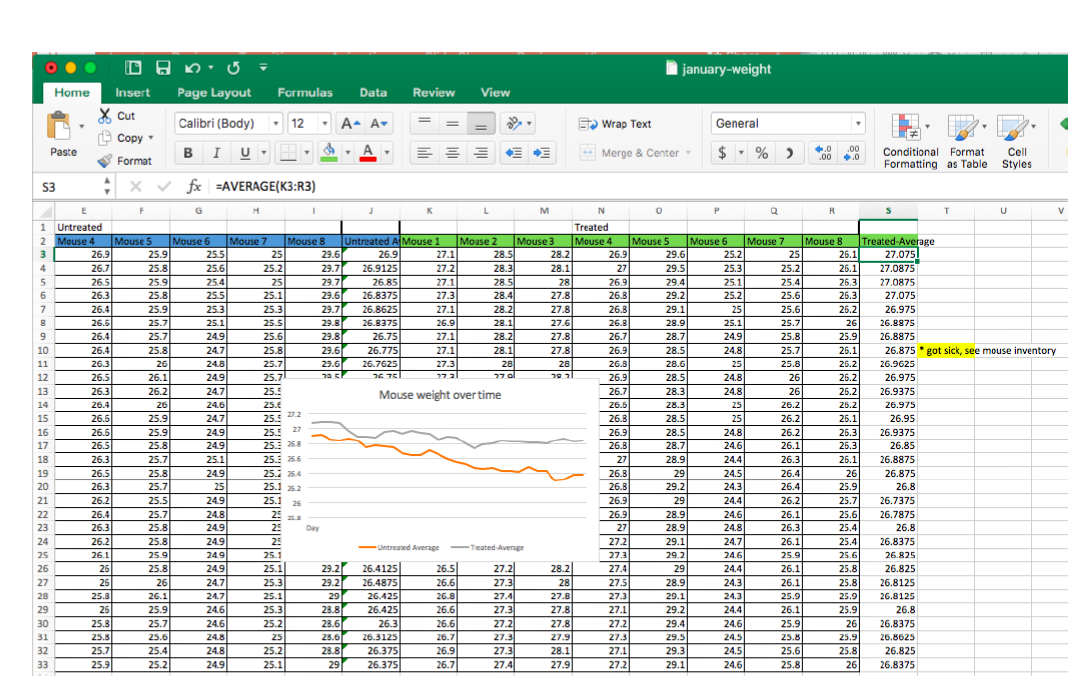 january-weight
Home Insert Page Layout Formulas Data Review View
Cut
Copy
Format
Paste
Calibri (Body) 12 A A
B I U A
Wrap Text
Merge & Center
General
$ %
Conditional Formatting
Format as Table
Cell Styles
S3 fx =AVERAGE(K3:R3)
E F G H I J K L M N O P Q R S T U V
1 Untreated Treated
2 Mouse 4 Mouse 5 Mouse 6 Mouse 7 Mouse 8 Untreated A Mouse 1 Mouse 2 Mouse 3 Mouse 4 Mouse 5 Mouse 6 Mouse 7 Mouse 8 Treated-Average
3 26.9 25.9 25.5 25 29.6 26.9 27.1 28.5 28.2 26.9 29.6 25.2 25 26.1 27.075
4 26.7 25.8 25.6 25.2 29.7 26.9125 27.2 28.3 28.1 27 29.5 25.3 25.2 26.1 27.0875
5 26.5 25.9 25.4 25 29.7 26.85 27.1 28.5 28 26.9 29.4 25.1 25.4 26.3 27.0875
6 26.3 25.8 25.5 25.1 29.6 26.8375 27.3 28.4 27.8 26.8 29.2 25.2 25.6 26.3 27.075
7 26.4 25.9 25.3 25.3 29.7 26.8625 27.1 28.2 27.8 26.8 29.1 25 25.6 26.2 26.975
8 26.6 25.7 25.1 25.5 29.8 26.8375 26.9 28.1 27.6 26.8 28.9 25.1 25.7 26 26.8875
9 26.4 25.7 24.9 25.6 29.8 26.75 27.1 28.2 27.8 26.7 28.7 24.9 25.8 25.9 26.8875
10 26.4 25.8 24.7 25.8 29.6 26.775 27.1 28.1 27.8 26.9 28.5 24.8 25.7 26.1 26.875 * got sick, see mouse inventory
11 26.3 26 24.8 25.7 29.6 26.7625 27.3 28 28 26.8 28.6 25 25.8 26.2 26.9625
12 26.5 26.1 24.9 25.7 26.9 28.5 24.8 26 26.2 26.975
13 26.3 26.2 24.7 26.7 28.3 24.8 26 26.2 26.9375
14 26.4 26 24.6 26.6 28.3 25 26.2 26.2 26.975
15 26.6 25.9 24.7 26.8 28.5 25 26.2 26.1 26.95
16 26.6 25.9 24.9 26.9 28.5 24.8 26.2 26.3 26.9375
17 26.5 25.8 24.9 26.8 28.7 24.6 26.1 26.3 26.85
18 26.3 25.7 25.1 27 28.9 24.4 26.3 26.1 26.8875
19 26.5 25.8 24.9 26.8 29 24.5 26.4 26 26.875
20 26.3 25.7 25 26.8 29.2 24.3 26.4 25.9 26.8
21 26.2 25.5 24.9 26.9 29 24.4 26.2 25.7 26.7375
22 26.4 25.7 24.8 26.9 28.9 24.6 26.1 25.6 26.7875
23 26.3 25.8 24.9 27 28.9 24.8 26.3 25.4 26.8
24 26.2 25.8 24.9 27.2 29.1 24.7 26.1 25.4 26.8375
25 26.1 25.9 24.9 27.3 29.2 24.6 25.9 25.6 26.825
26 26 25.8 24.9 25.1 29.2 26.4125 26.5 27.2 28.2 27.4 29 24.4 26.1 25.8 26.825
27 26 26 24.7 25.3 29.2 26.4875 26.6 27.3 28 27.5 28.9 24.3 26.1 25.8 26.8125
28 25.8 26.1 24.7 25.1 29 26.425 26.8 27.4 27.8 27.3 29.1 24.3 25.9 25.9 26.8125
29 26 25.9 24.6 25.3 28.8 26.425 26.6 27.3 27.8 27.1 29.2 24.4 26.1 25.9 26.8
30 25.8 25.7 24.6 25.2 28.6 26.3 26.6 27.2 27.8 27.2 29.4 24.6 25.9 26 26.8375
31 25.8 25.6 24.8 25 28.6 26.3125 26.7 27.3 27.9 27.3 29.5 24.5 25.8 25.9 26.8625
32 25.7 25.4 24.8 25.2 28.8 26.375 26.9 27.3 28.1 27.1 29.3 24.5 25.6 25.8 26.825
33 25.9 25.2 24.9 25.1 29 26.375 26.7 27.4 27.9 27.2 29.1 24.6 25.8 26 26.8375
Mouse weight over time
27.2
27
26.8
26.6
26.4
26.2
26
25.8
Day
Untreated Average Treated-Average